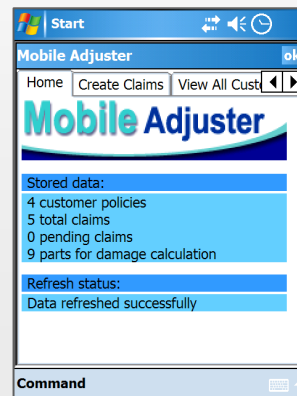 Start
Mobile Adjuster
ok
Home
Create Claims
View All Cust
Mobile Adjuster
Stored data:
4 customer policies
5 total claims
0 pending claims
9 parts for damage calculation
Refresh status:
Data refreshed successfully
Command